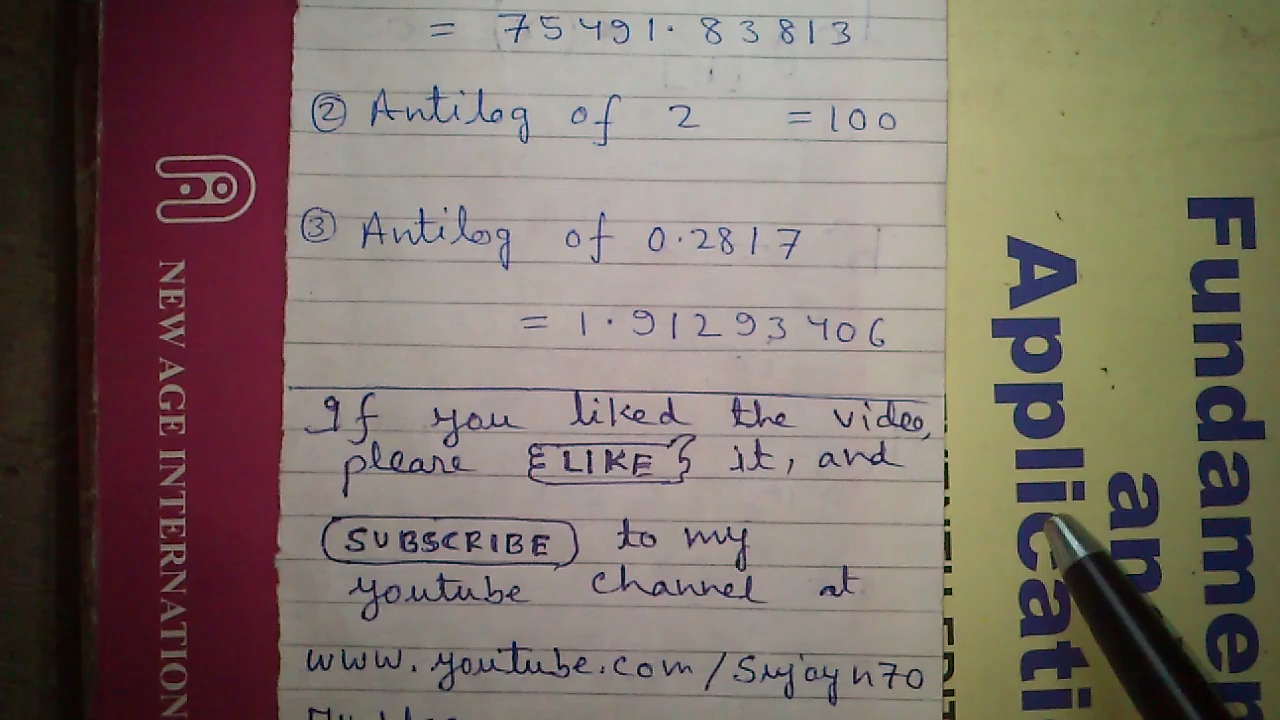 = 75491.83813
② Antilog of 2 = 100
③ Antilog of 0.2817
= 1.91293406
If you liked the video,
please {LIKE} it, and
SUBSCRIBE to my
youtube channel at
www.youtube.com/Sujoyn70
NEW AGE INTERNATION
Fundamen
an
Applicati